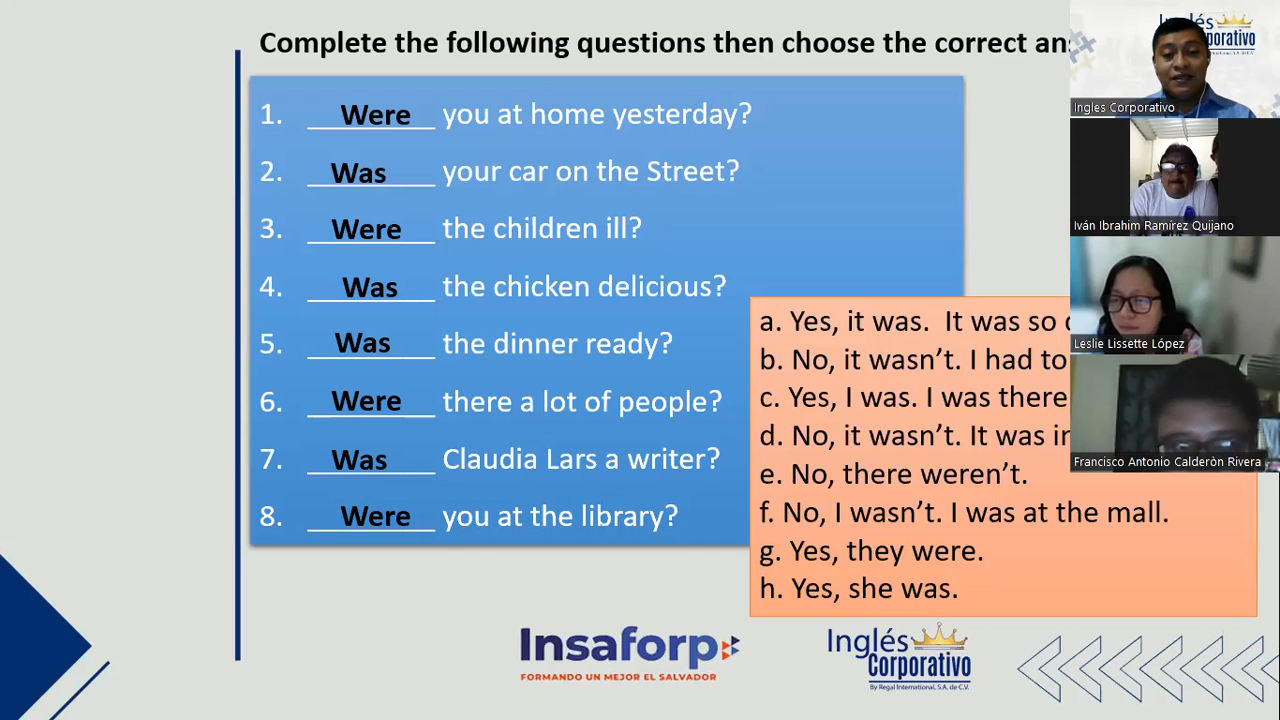 Complete the following questions then choose the correct
1. Were you at home yesterday?
2. Was your car on the Street?
3. Were the children ill?
4. Was the chicken delicious?
5. Was the dinner ready?
6. Were there a lot of people?
7. Was Claudia Lars a writer?
8. Were you at the library?
a. Yes, it was. It was so
b. No, it wasn't. I had to
c. Yes, I was. I was there
d. No, it wasn't. It was
e. No, there weren't.
f. No, I wasn't. I was at the mall.
g. Yes, they were.
h. Yes, she was.
Ingles Corporativo
Iván Ibrahim Ramírez Quijano
Leslie Lissette López
Francisco Antonio Calderòn Rivera
Insaforp
FORMANDO UN MEJOR EL SALVADOR
Inglés
Corporativo
By Regal International, S.A. de C.V.